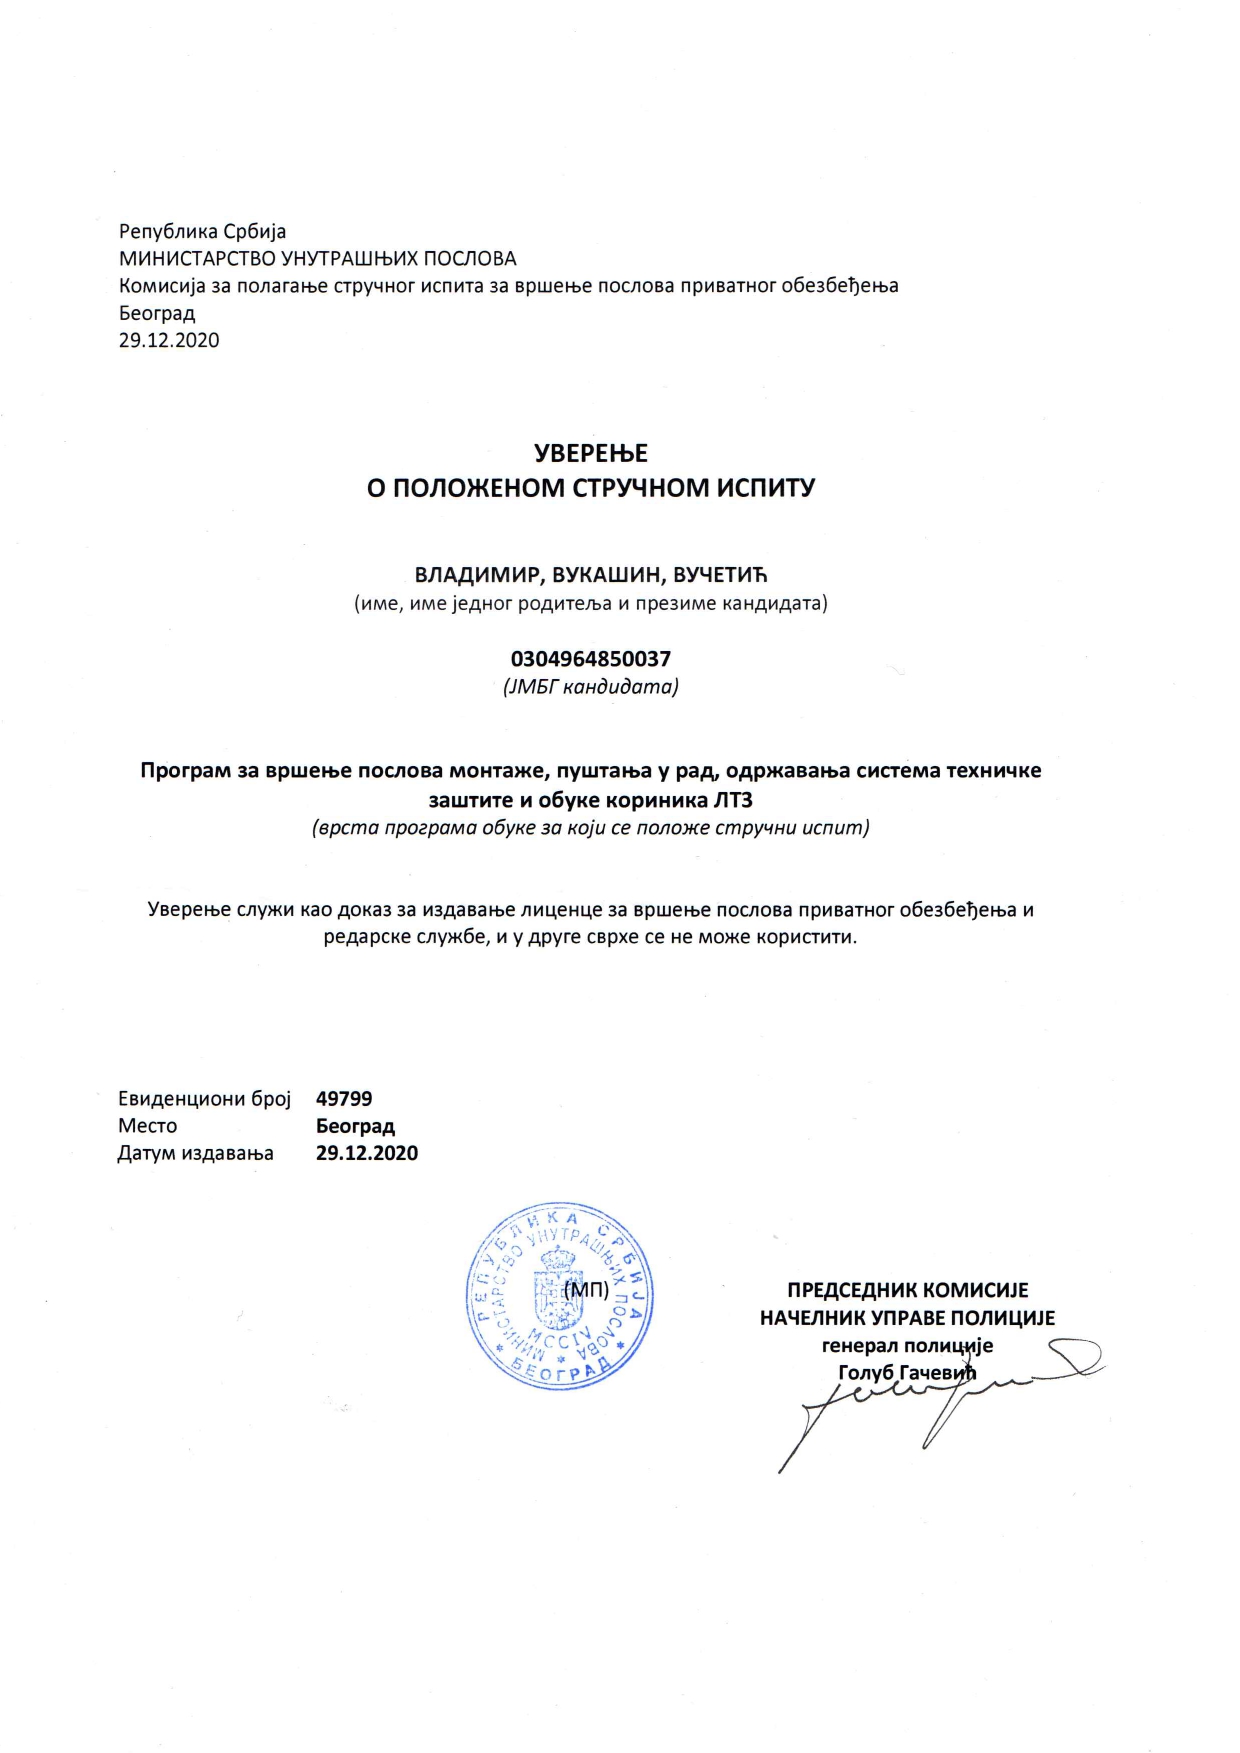 Република Србија
МИНИСТАРСТВО УНУТРАШЊИХ ПОСЛОВА
Комисија за полагање стручног испита за вршење послова приватног обезбеђења
Београд
29.12.2020
УВЕРЕЊЕ
О ПОЛОЖЕНОМ СТРУЧНОМ ИСПИТУ
ВЛАДИМИР, ВУКАШИН, ВУЧЕТИЋ
(име, име једног родитеља и презиме кандидата)
0304964850037
(ЈМБГ кандидата)
Програм за вршење послова монтаже, пуштања у рад, одржавања система техничке
заштите и обуке кориника ЛТ3
(врста програма обуке за који се положе стручни испит)
Уверење служи као доказ за издавање лиценце за вршење послова приватног обезбеђења и
редарске службе, и у друге сврхе се не може користити.
Евиденциони број 49799
Место Београд
Датум издавања 29.12.2020
РЕПУБЛИКА СРБИЈА
МИНИСТАРСТВО УНУТРАШЊИХ ПОСЛОВА
MCCIV
* БЕОГРАД *
(МП)
ПРЕДСЕДНИК КОМИСИЈЕ
НАЧЕЛНИК УПРАВЕ ПОЛИЦИЈЕ
генерал полиције
Голуб Гачевић